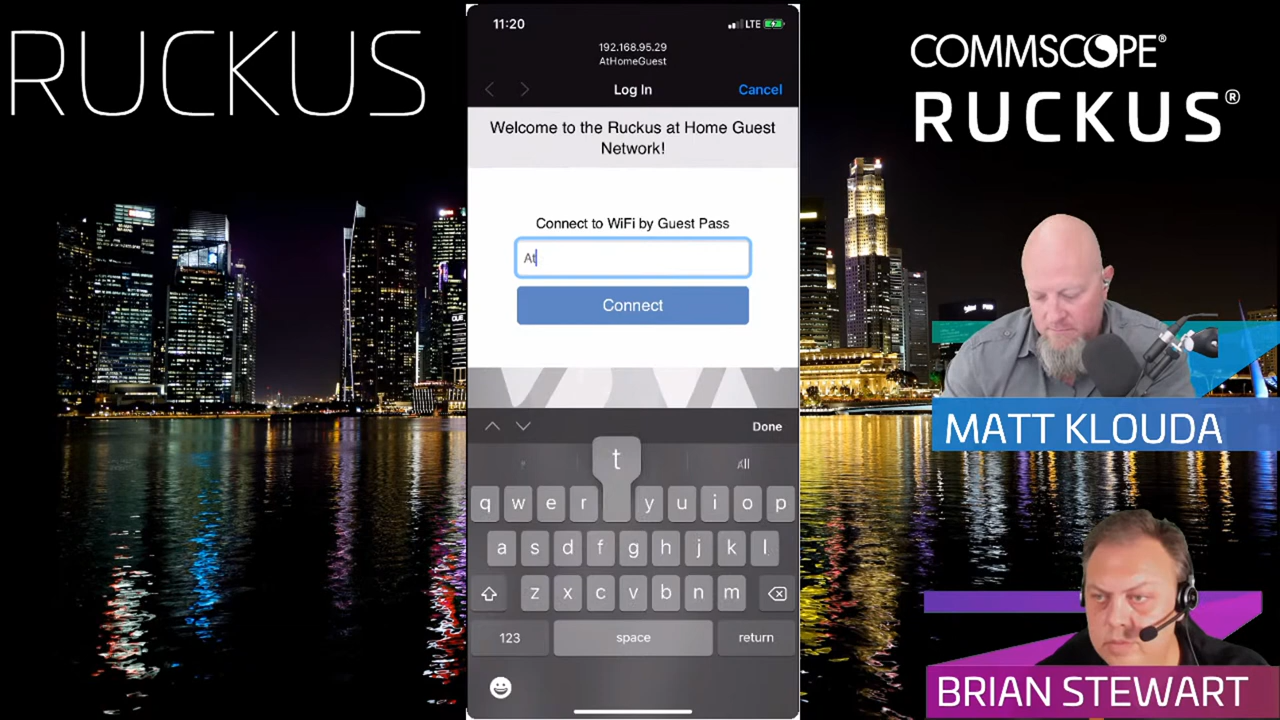 RUCKUS
11:20
LTE
192.168.95.29
AtHomeGuest
Log In
Cancel
Welcome to the Ruckus at Home Guest
Network!
Connect to WiFi by Guest Pass
At
Connect
Done
t
All
q w e r y u i o p
a s d f g h j k l
z x c v b n m
123
space
return
COMMSCOPE®
RUCKUS®
MATT KLOUDA
BRIAN STEWART